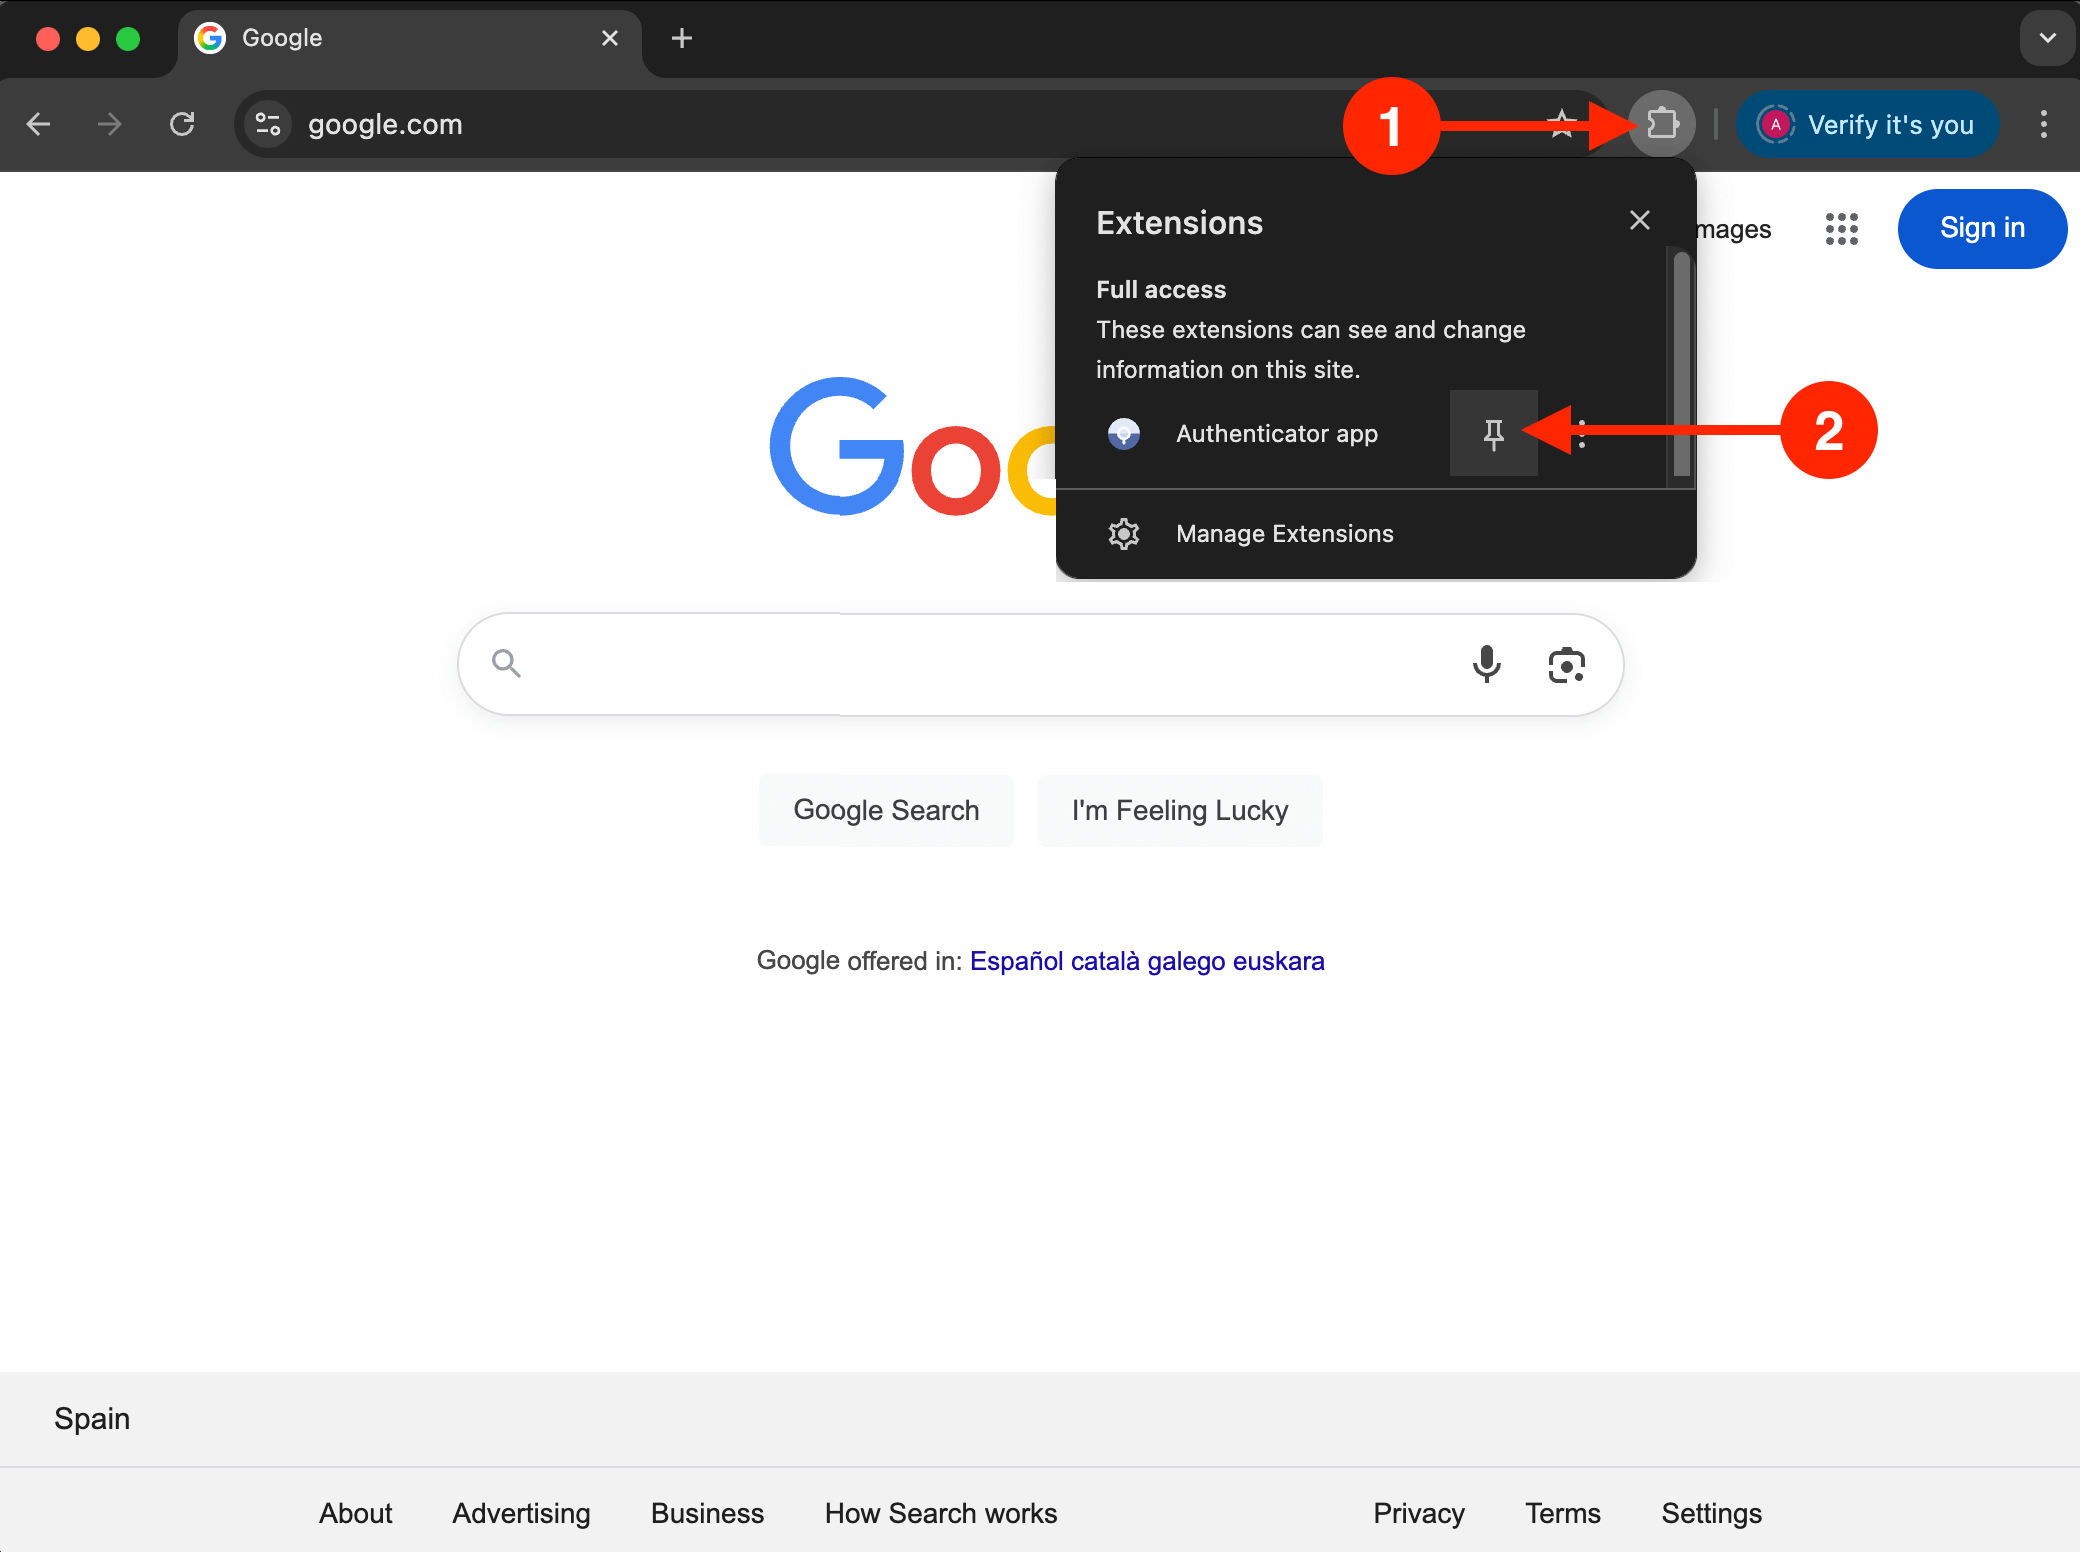 Google
google.com
1
A
Verify it's you
Extensions
mages
Sign in
Full access
These extensions can see and change
information on this site.
Authenticator app
2
Manage Extensions
Goo
Google Search
I'm Feeling Lucky
Google offered in: Español català galego euskara
Spain
About
Advertising
Business
How Search works
Privacy
Terms
Settings